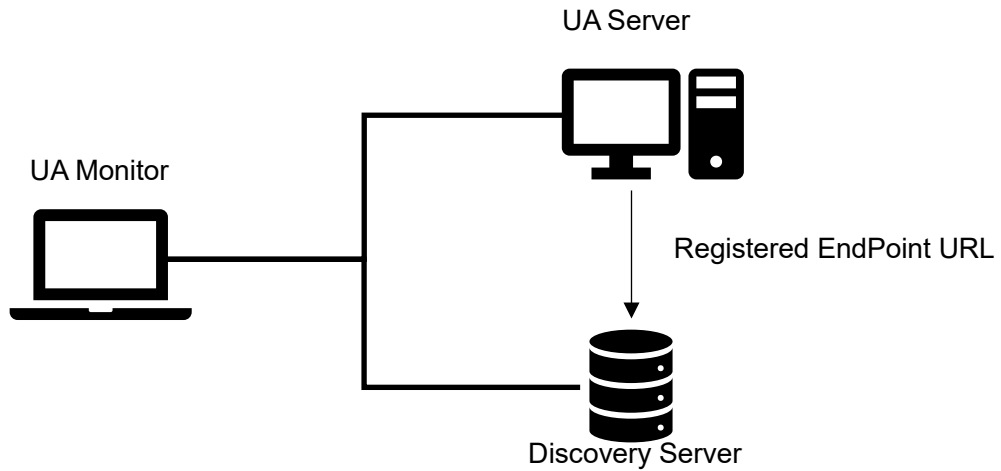 UA Server
UA Monitor
Registered EndPoint URL
Discovery Server